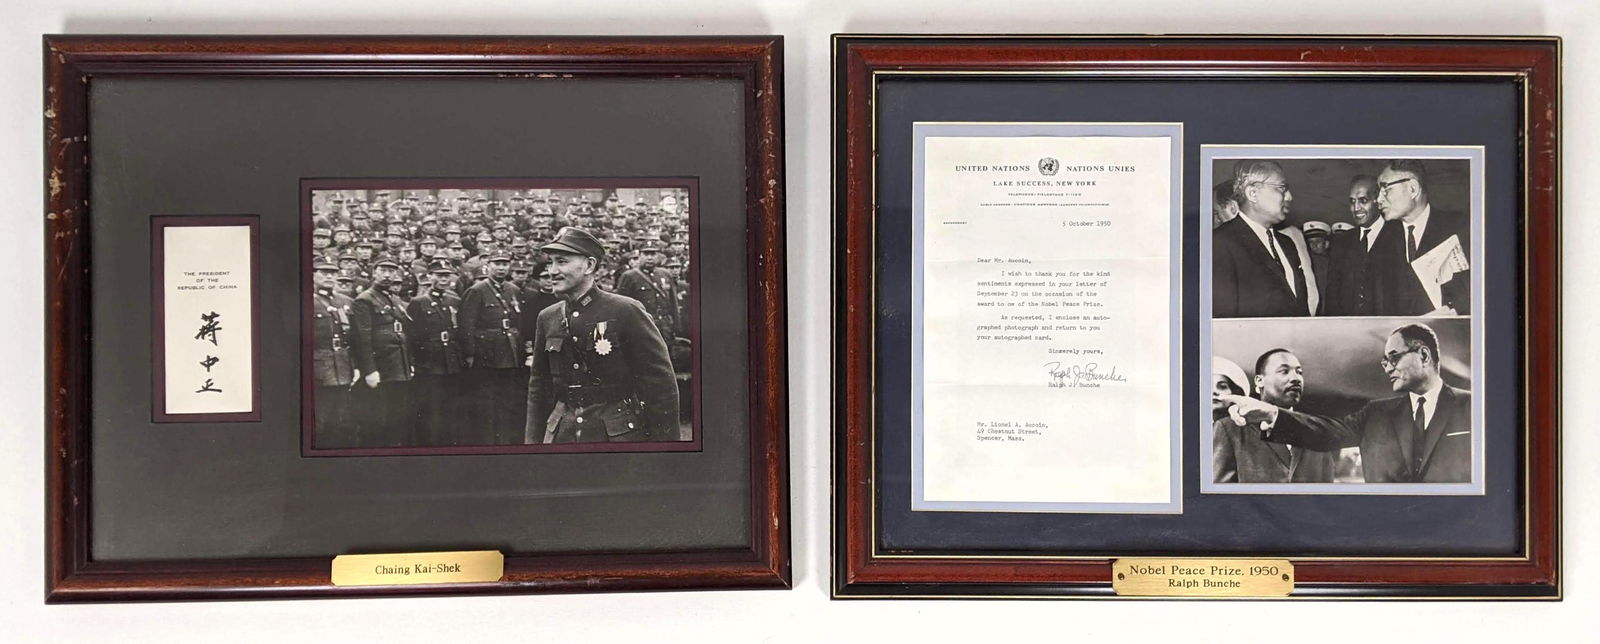 THE PRESIDENT
OF THE
REPUBLIC OF CHINA
蔣
中
正
Chaing Kai-Shek
UNITED NATIONS NATIONS UNIES
LAKE SUCCESS, NEW YORK
5 October 1950
Dear Mr. Aucoin,
I wish to thank you for the kind
sentiments expressed in your letter of
September 23 on the occasion of the
award to me of the Nobel Peace Prize.
As requested, I enclose an auto-
graphed photograph and return to you
your autographed card.
Sincerely yours,
Ralph J. Bunche
Ralph J. Bunche
Mr. Lionel A. Aucoin,
49 Chestnut Street,
Spencer, Mass.
Nobel Peace Prize, 1950
Ralph Bunche